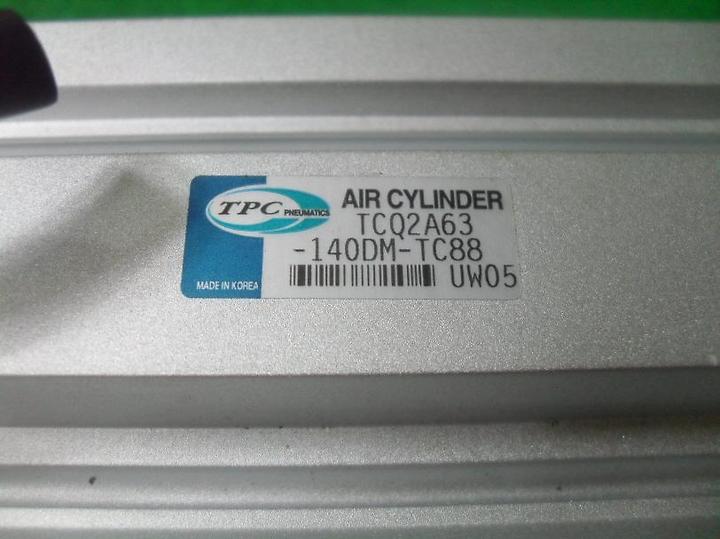 TPC PNEUMATICS
AIR CYLINDER
TCQ2A63
-140DM-TC88
UW05
MADE IN KOREA